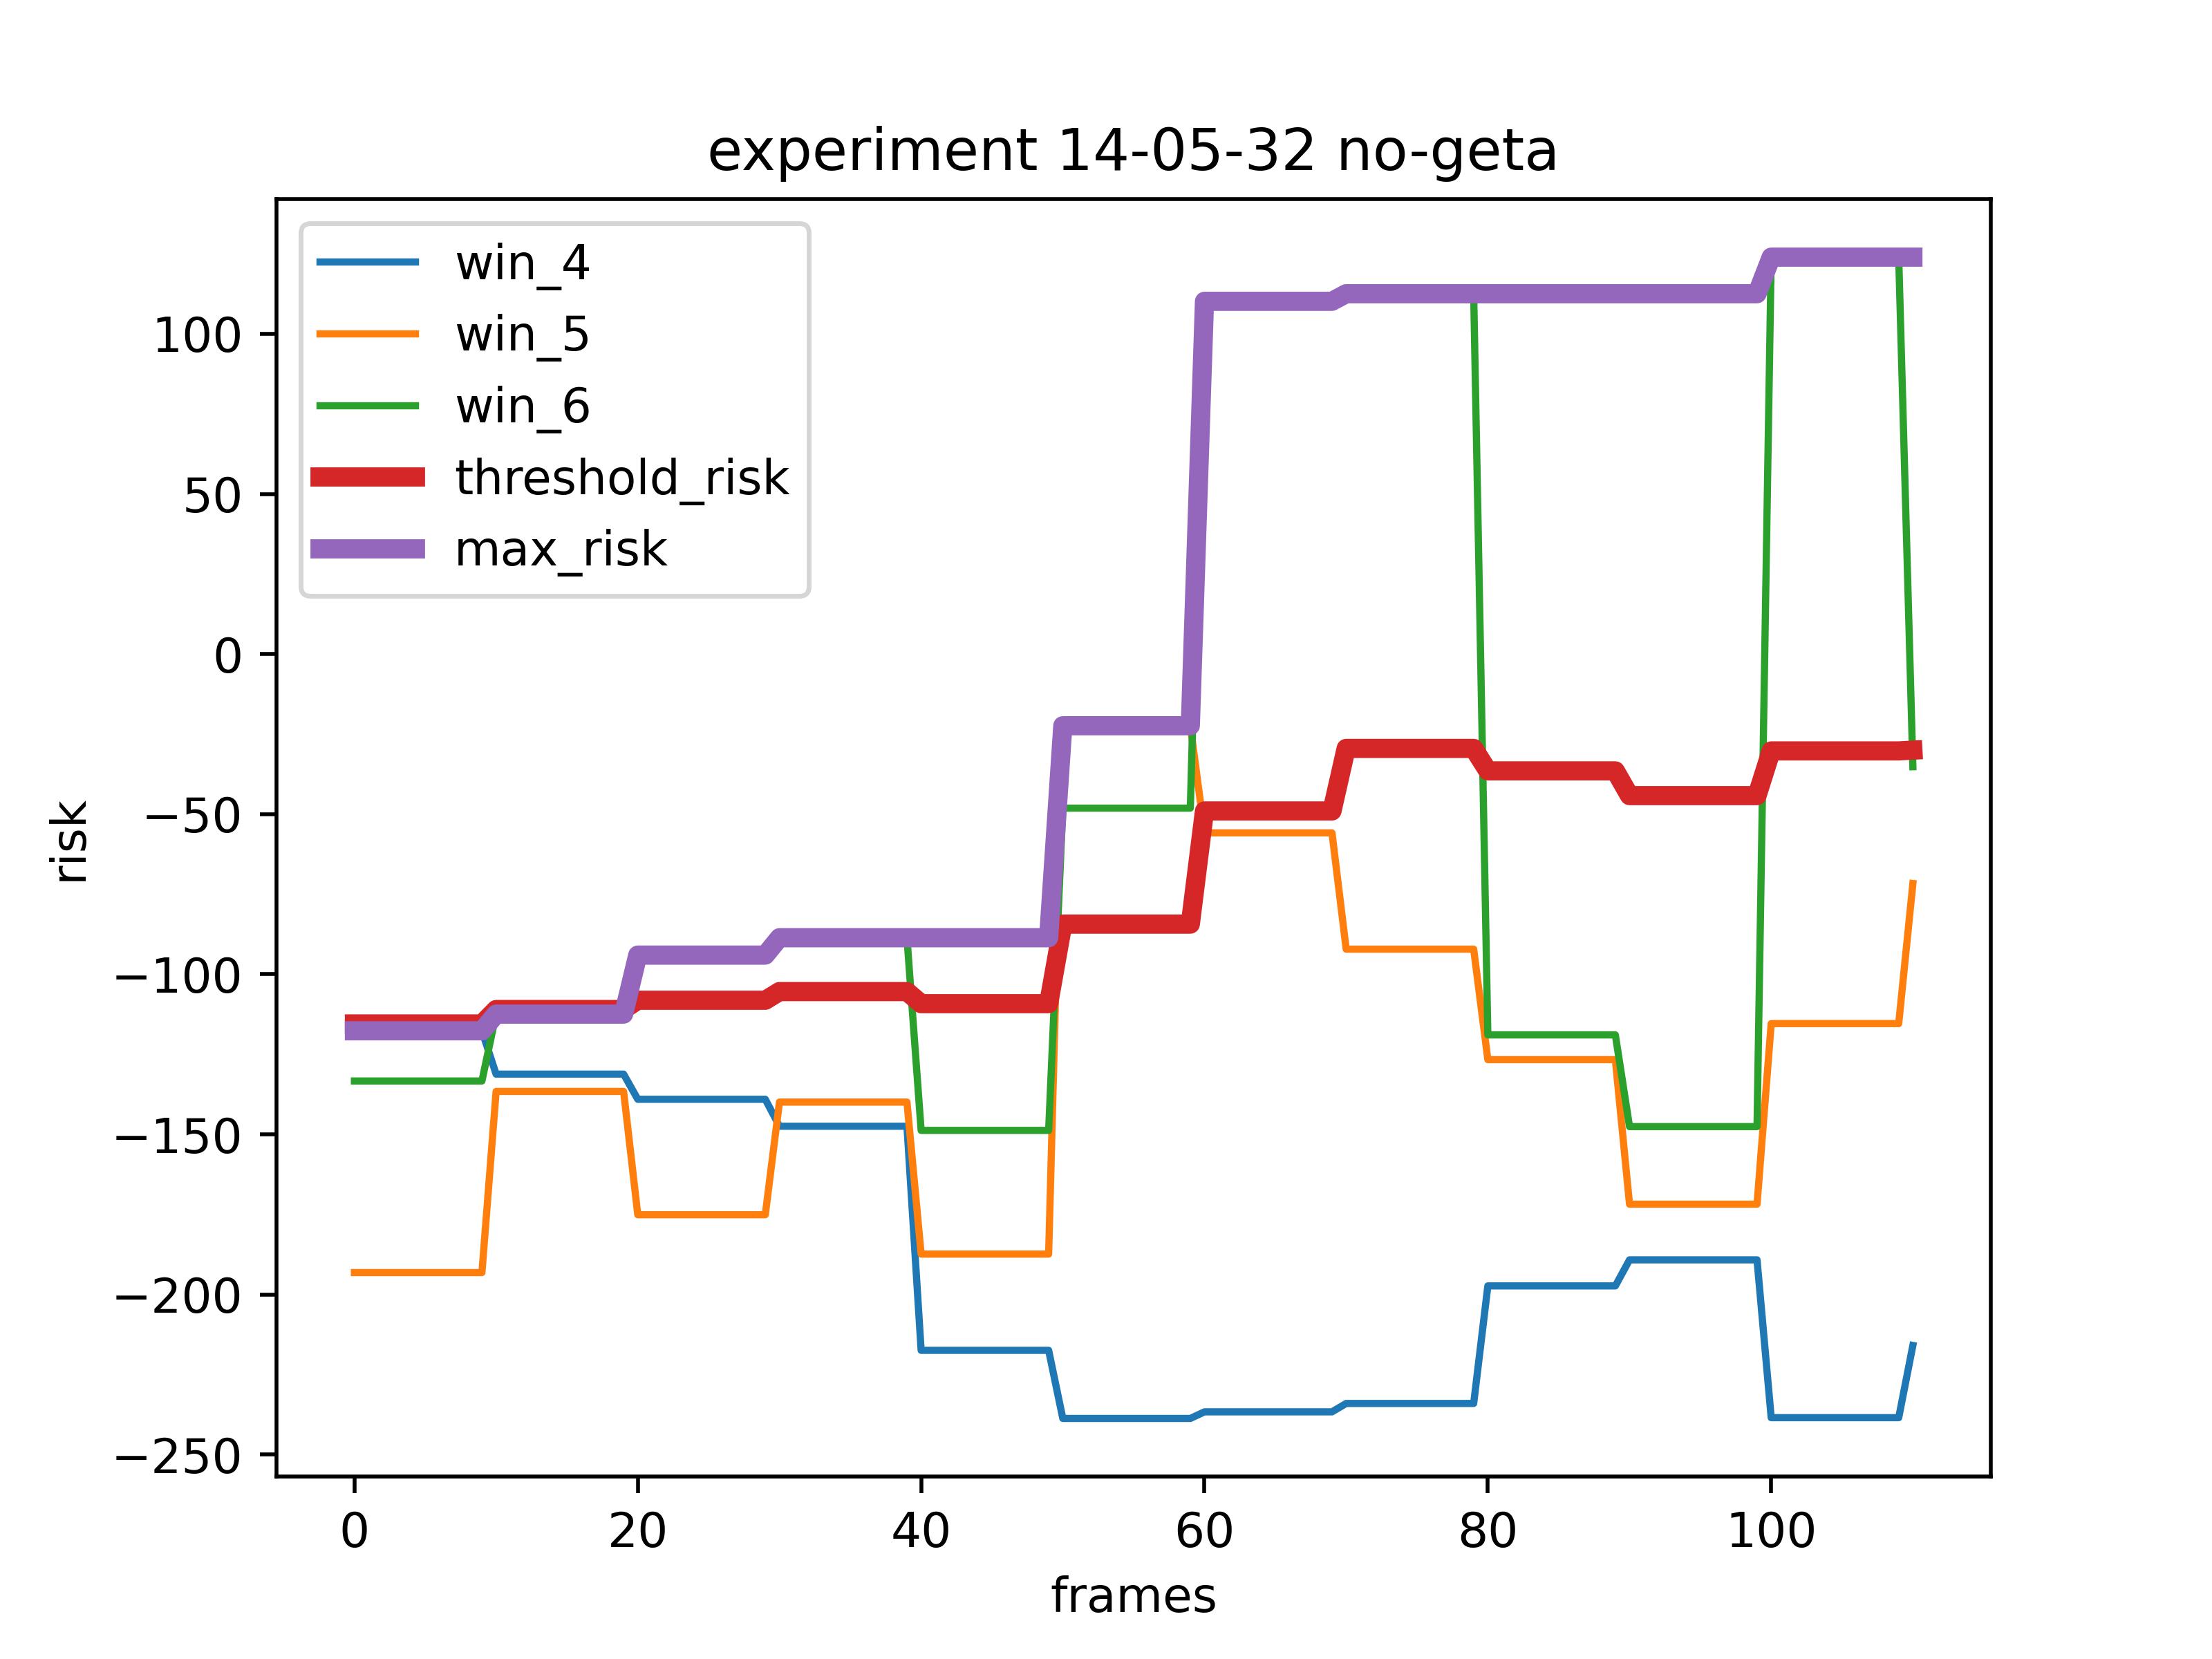 experiment 14-05-32 no-geta
win_4
win_5
win_6
threshold_risk
max_risk
100
50
0
−50
−100
−150
−200
−250
risk
0 20 40 60 80 100
frames